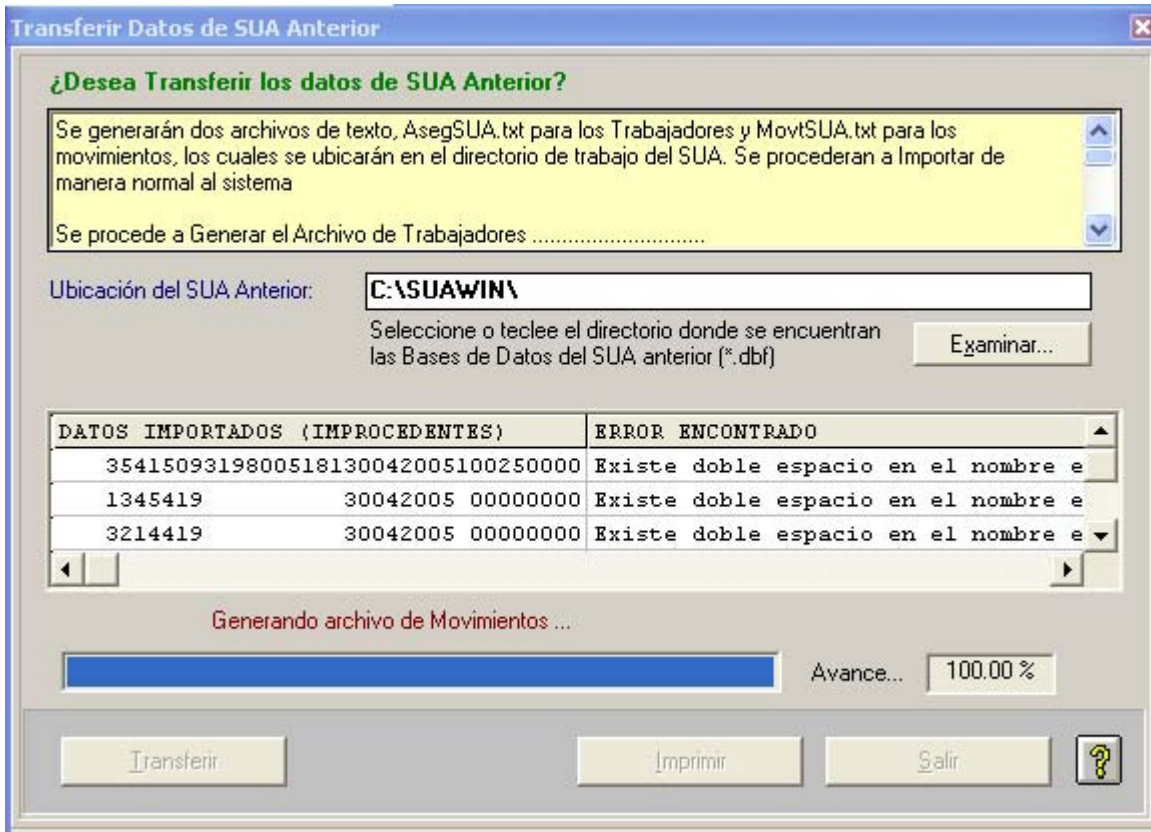 Transferir Datos de SUA Anterior
¿Desea Transferir los datos de SUA Anterior?
Se generarán dos archivos de texto, AsegSUA.txt para los Trabajadores y MovtSUA.txt para los
movimientos, los cuales se ubicarán en el directorio de trabajo del SUA. Se procederan a Importar de
manera normal al sistema
Se procede a Generar el Archivo de Trabajadores .............................
Ubicación del SUA Anterior: C:\SUAWIN\
Seleccione o teclee el directorio donde se encuentran
las Bases de Datos del SUA anterior (*.dbf)
Examinar...
DATOS IMPORTADOS (IMPROCEDENTES) ERROR ENCONTRADO
3541509319800518130042005100250000 Existe doble espacio en el nombre e
1345419 30042005 00000000 Existe doble espacio en el nombre e
3214419 30042005 00000000 Existe doble espacio en el nombre e
Generando archivo de Movimientos ...
Avance... 100.00 %
Transferir Imprimir Salir ?